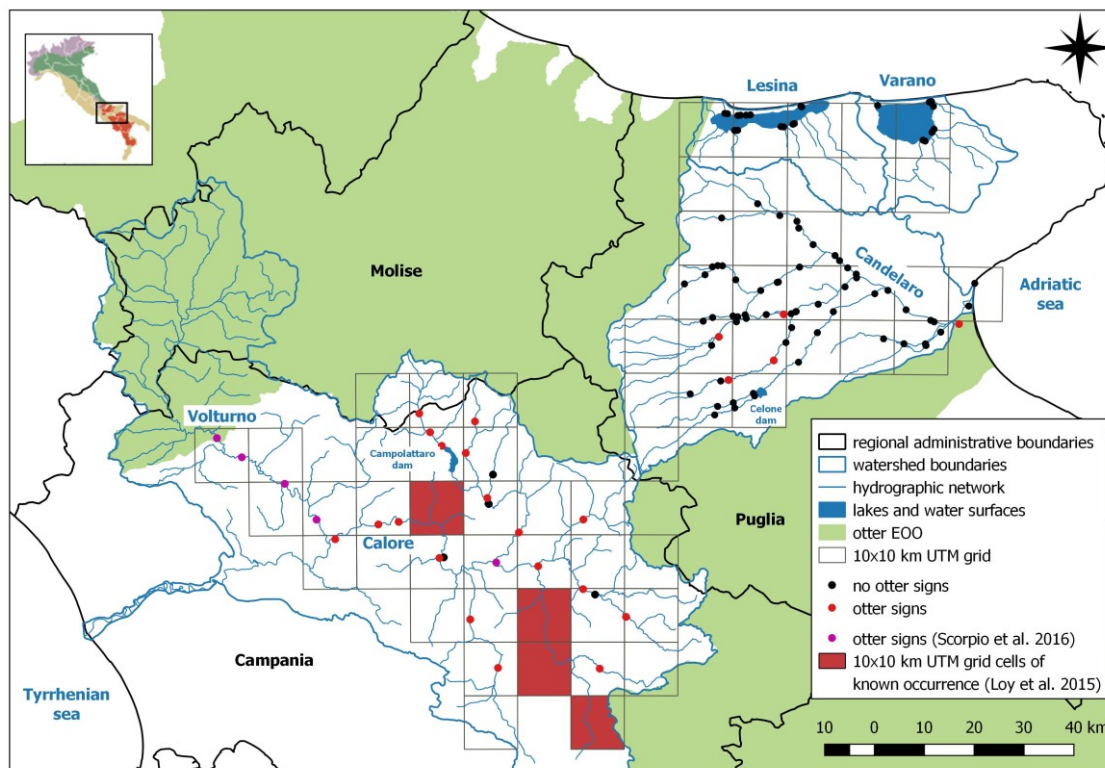 Lesina
Varano
Molise
Candelaro
Adriatic
sea
Volturno
Campolattaro
dam
Celone
dam
Calore
Puglia
Campania
Tyrrhenian
sea
regional administrative boundaries
watershed boundaries
hydrographic network
lakes and water surfaces
otter EOO
10x10 km UTM grid
no otter signs
otter signs
otter signs (Scorpio et al. 2016)
10x10 km UTM grid cells of
known occurrence (Loy et al. 2015)
10 0 10 20 30 40 km